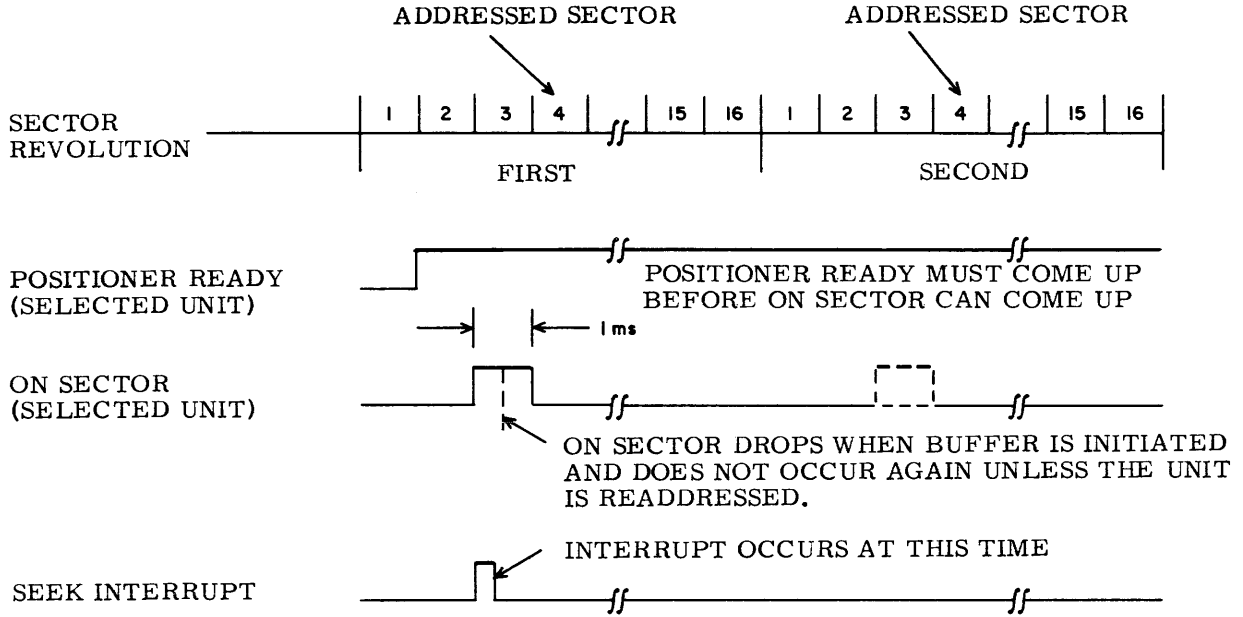 ADDRESSED SECTOR
ADDRESSED SECTOR
1 2 3 4 15 16 1 2 3 4 15 16
SECTOR
REVOLUTION
FIRST
SECOND
POSITIONER READY
(SELECTED UNIT)
POSITIONER READY MUST COME UP
BEFORE ON SECTOR CAN COME UP
1 ms
ON SECTOR
(SELECTED UNIT)
ON SECTOR DROPS WHEN BUFFER IS INITIATED
AND DOES NOT OCCUR AGAIN UNLESS THE UNIT
IS READDRESSED.
INTERRUPT OCCURS AT THIS TIME
SEEK INTERRUPT